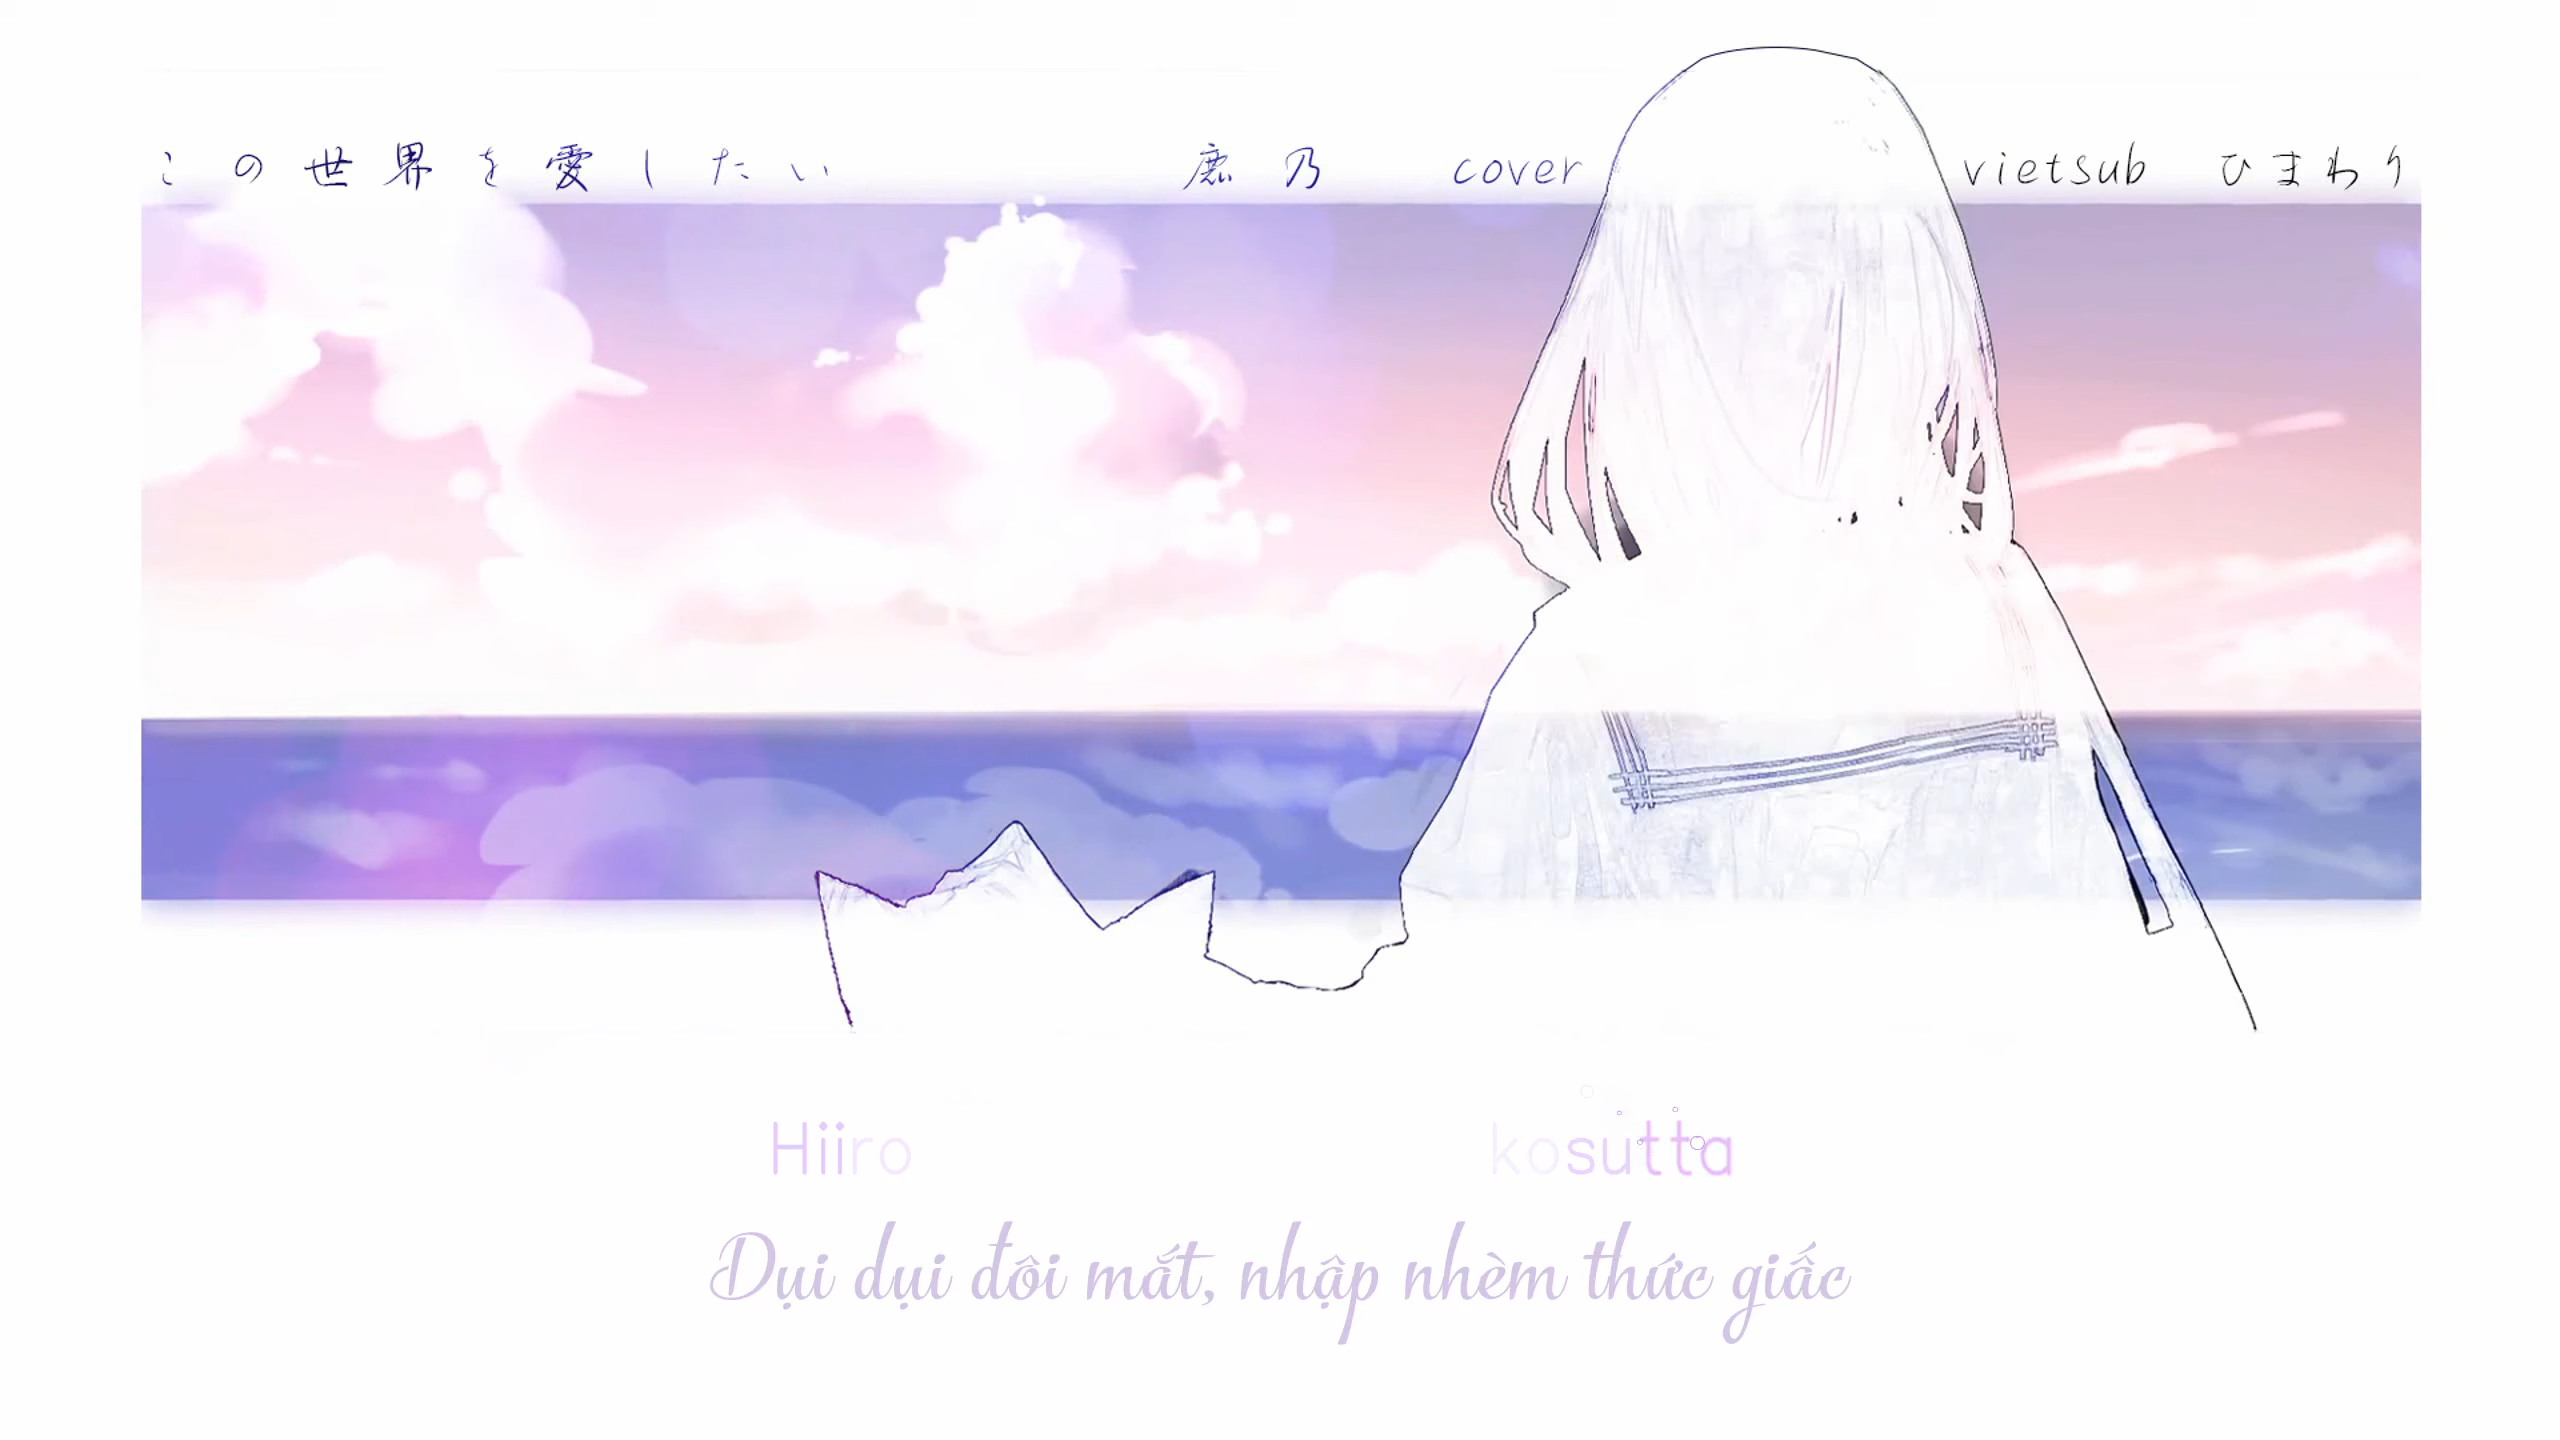 この世界を愛したい 鹿乃 cover vietsub ひまわり
Hiiro kosutta
Dụi dụi đôi mắt, nhập nhèm thức giấc